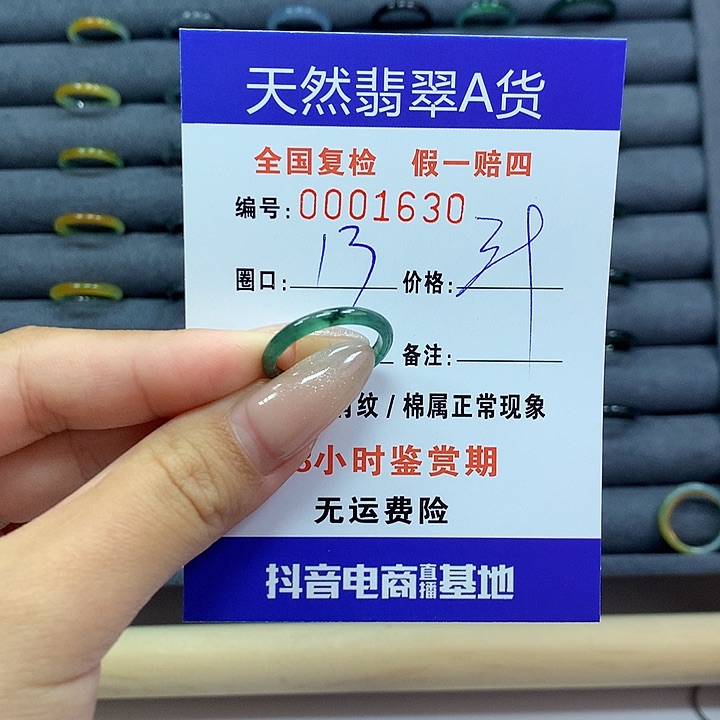 天然翡翠A货
全国复检 假一赔四
编号:0001630
圈口: 13 价格:
备注:
纹/棉属正常现象
小时鉴赏期
无运费险
抖音电商直播基地